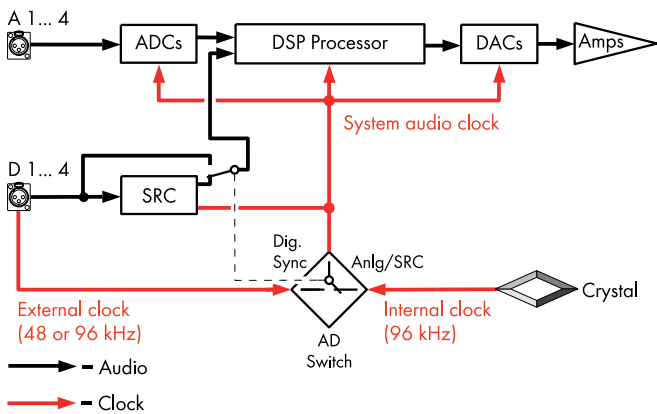 A 1... 4
ADCs
DSP Processor
DACs
Amps
System audio clock
D 1... 4
SRC
Dig.
Sync
Anlg/SRC
Crystal
External clock
(48 or 96 kHz)
Internal clock
(96 kHz)
AD
Switch
- Audio
- Clock